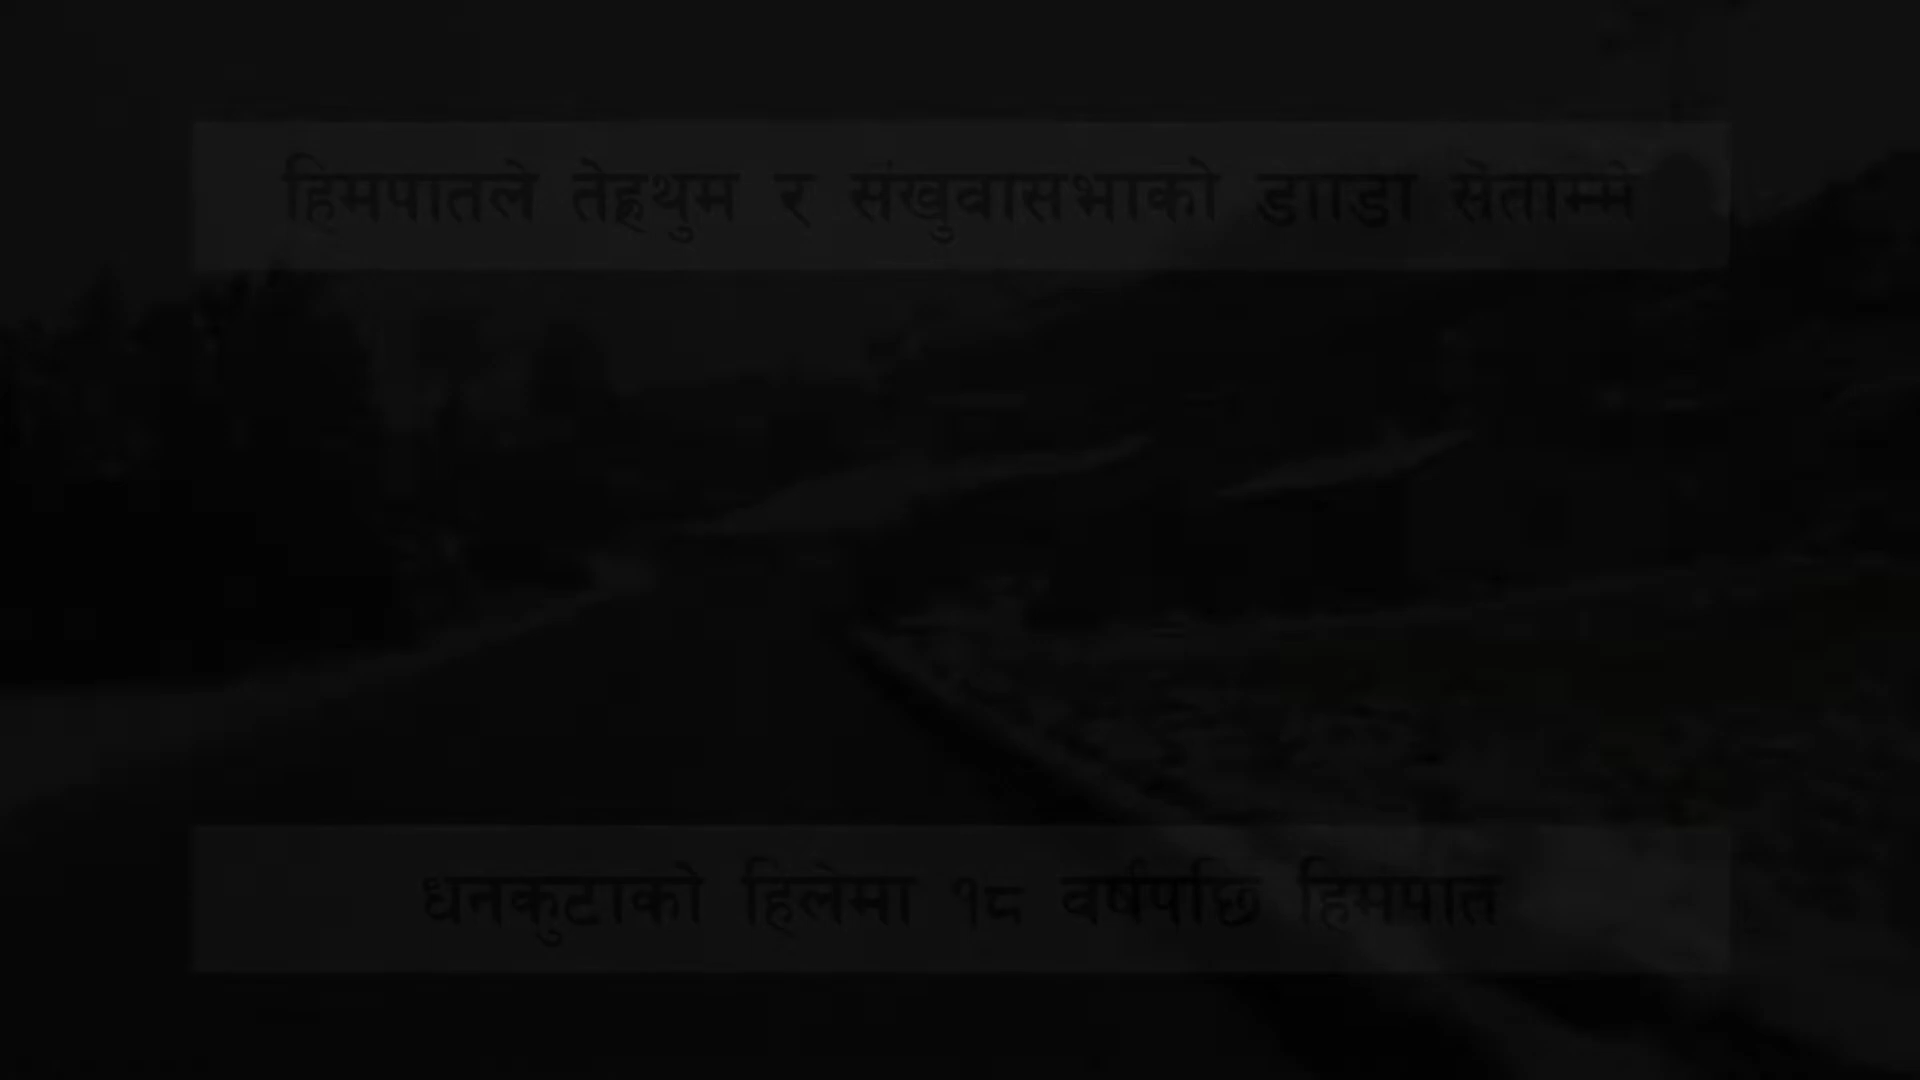 हिमपातले तेह्रथुम र संखुवासभाको डााडा सेताम्मे
धनकुटाको हिलेमा १८ वर्षपछि हिमपात